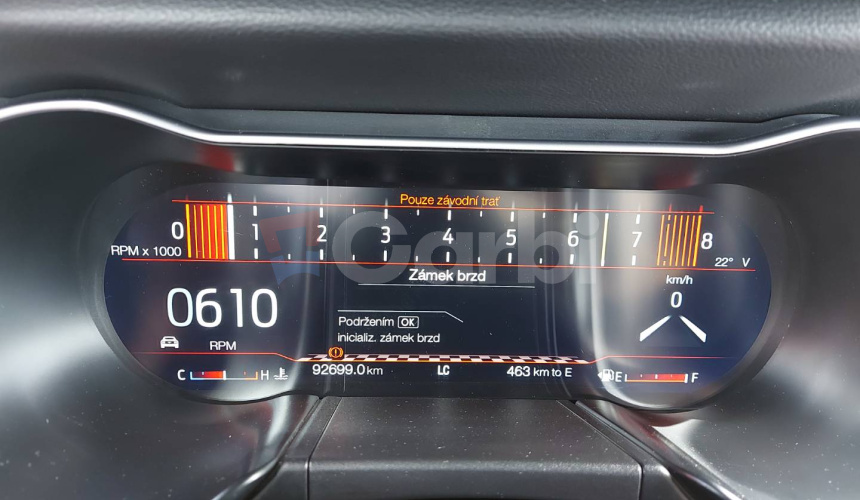 Pouze závodní trať
0 1 2 3 4 5 6 7 8
RPM x 1000
22° V
Garbi
Zámek brzd
km/h
0610
0
Podržením OK
inicializ. zámek brzd
RPM
C H
E F
92699.0 km
LC
463 km to E